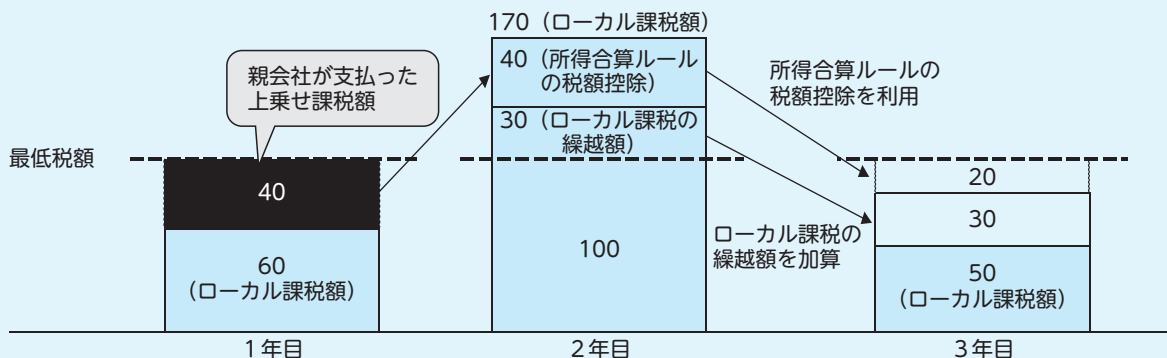 170（ローカル課税額）
40（所得合算ルール
の税額控除）
30（ローカル課税の
繰越額）
100
親会社が支払った
上乗せ課税額
最低税額
40
60
（ローカル課税額）
所得合算ルールの
税額控除を利用
20
30
50
（ローカル課税額）
ローカル課税の
繰越額を加算
1年目
2年目
3年目